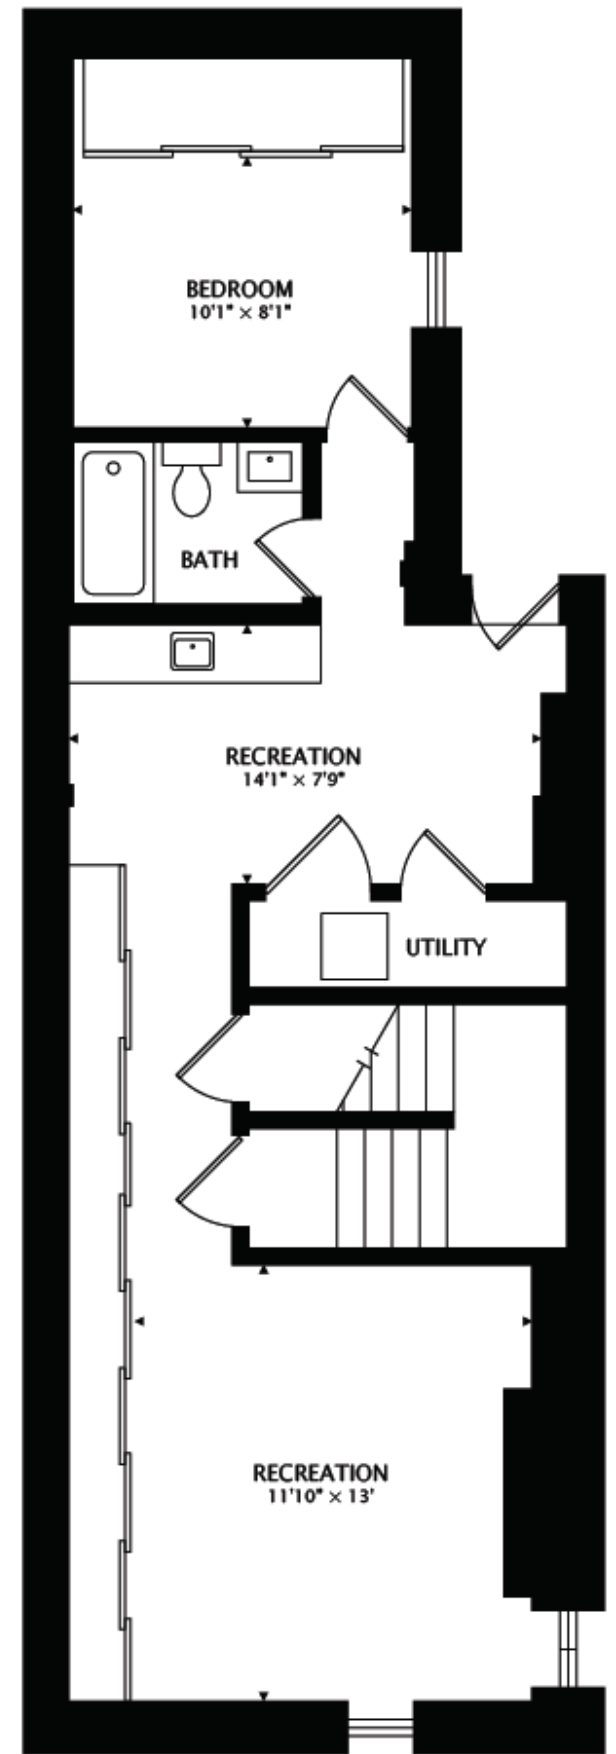 BEDROOM
10'1" × 8'1"
BATH
RECREATION
14'1" × 7'9"
UTILITY
RECREATION
11'10" × 13'